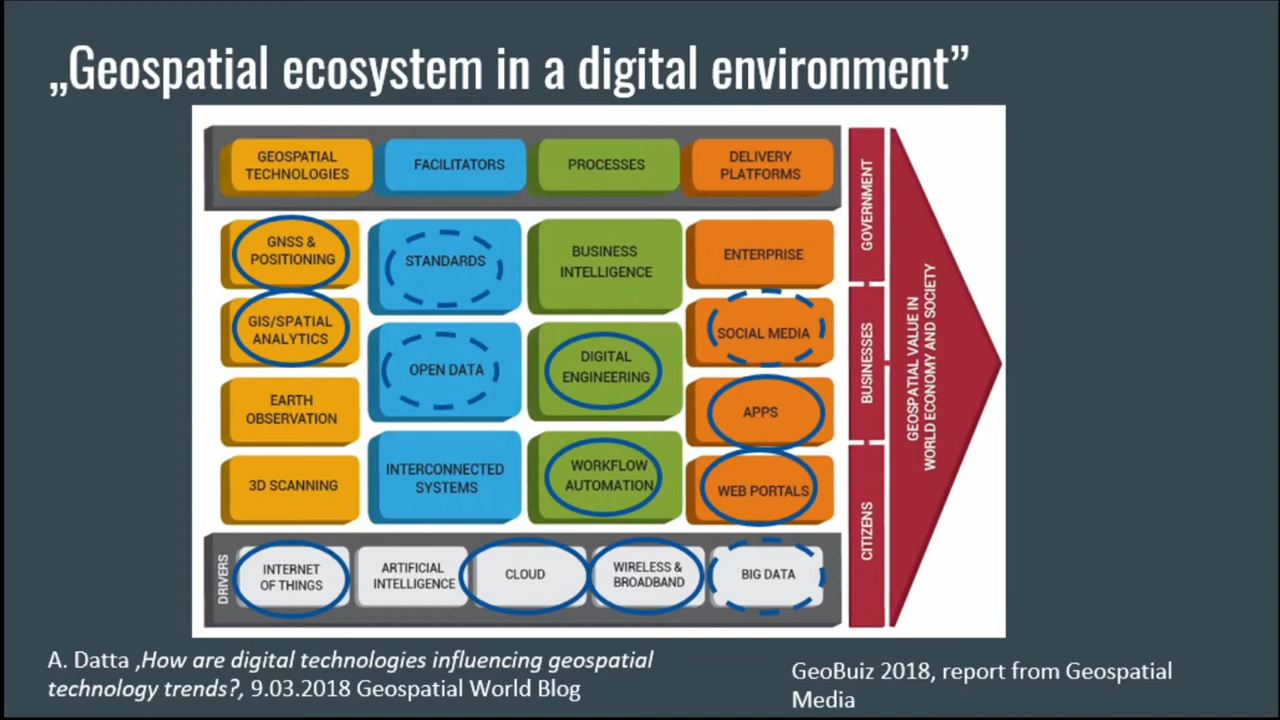 „Geospatial ecosystem in a digital environment”
GEOSPATIAL
TECHNOLOGIES
FACILITATORS
PROCESSES
DELIVERY
PLATFORMS
GNSS &
POSITIONING
GIS/SPATIAL
ANALYTICS
EARTH
OBSERVATION
3D SCANNING
STANDARDS
OPEN DATA
INTERCONNECTED
SYSTEMS
BUSINESS
INTELLIGENCE
DIGITAL
ENGINEERING
WORKFLOW
AUTOMATION
ENTERPRISE
SOCIAL MEDIA
APPS
WEB PORTALS
DRIVERS
INTERNET
OF THINGS
ARTIFICIAL
INTELLIGENCE
CLOUD
WIRELESS &
BROADBAND
BIG DATA
GOVERNMENT
BUSINESSES
CITIZENS
GEOSPATIAL VALUE IN
WORLD ECONOMY AND SOCIETY
A. Datta ‚How are digital technologies influencing geospatial
technology trends?, 9.03.2018 Geospatial World Blog
GeoBuiz 2018, report from Geospatial
Media